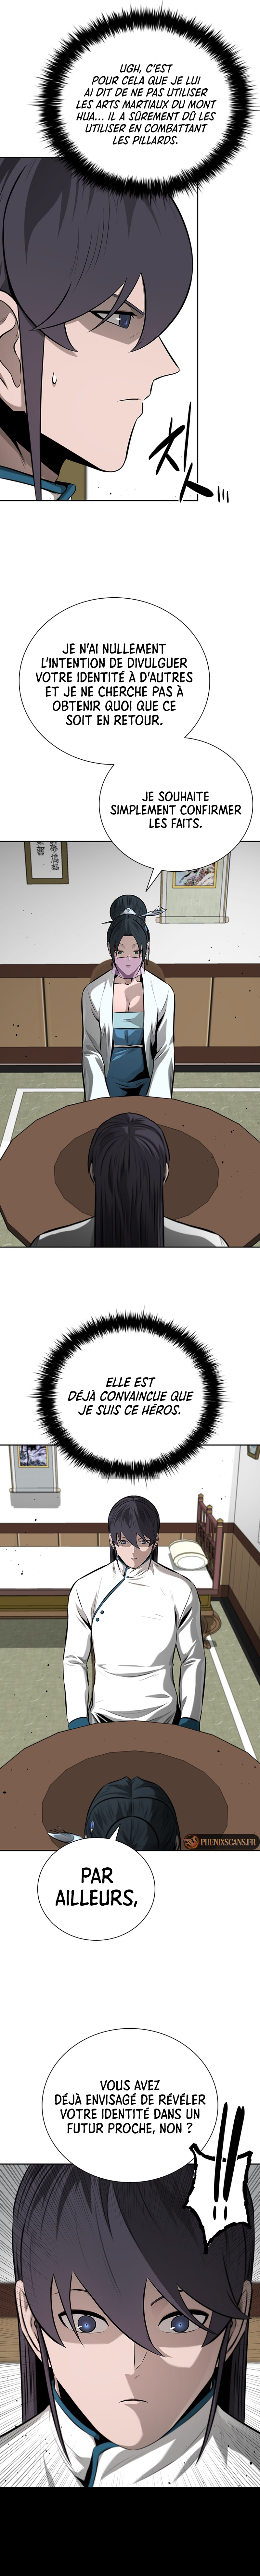 UGH, C'EST
POUR CELA QUE JE LUI
AI DIT DE NE PAS UTILISER
LES ARTS MARTIAUX DU MONT
HUA... IL A SÛREMENT DÛ LES
UTILISER EN COMBATTANT
LES PILLARDS.
JE N'AI NULLEMENT
L'INTENTION DE DIVULGUER
VOTRE IDENTITÉ À D'AUTRES
ET JE NE CHERCHE PAS À
OBTENIR QUOI QUE CE
SOIT EN RETOUR.
JE SOUHAITE
SIMPLEMENT CONFIRMER
LES FAITS.
ELLE EST
DÉJÀ CONVAINCUE QUE
JE SUIS CE HÉROS.
PHENIXSCANS.FR
PAR
AILLEURS,
VOUS AVEZ
DÉJÀ ENVISAGÉ DE RÉVÉLER
VOTRE IDENTITÉ DANS UN
FUTUR PROCHE, NON ?